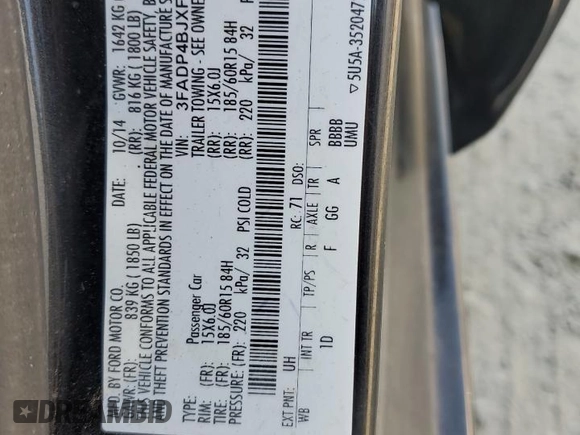 FD. BY FORD MOTOR CO.
DATE: 10/14 GVWR: 1642 KG
839 KG (1850 LB) (RR): 816 KG (1800 LB)
VEHICLE CONFORMS TO ALL APPLICABLE FEDERAL MOTOR VEHICLE SAFETY,
THEFT PREVENTION STANDARDS IN EFFECT ON THE DATE OF MANUFACTURE
VIN: 3FADP4BJXF
TYPE: Passenger Car TRAILER TOWING - SEE OWNER
RIM: (FR): 15X6.0J (RR): 15X6.0J
TIRE: (FR): 185/60R15 84H (RR): 185/60R15 84H
PRESSURE: (FR): 220 kPa/ 32 PSI COLD (RR): 220 kPa/ 32
EXT PNT: UH RC: 71 DSO:
WB INT TR TP/PS R AXLE TR SPR
1D F GG A BBBB
UMU
▽5U5A-352047
DREAMBID